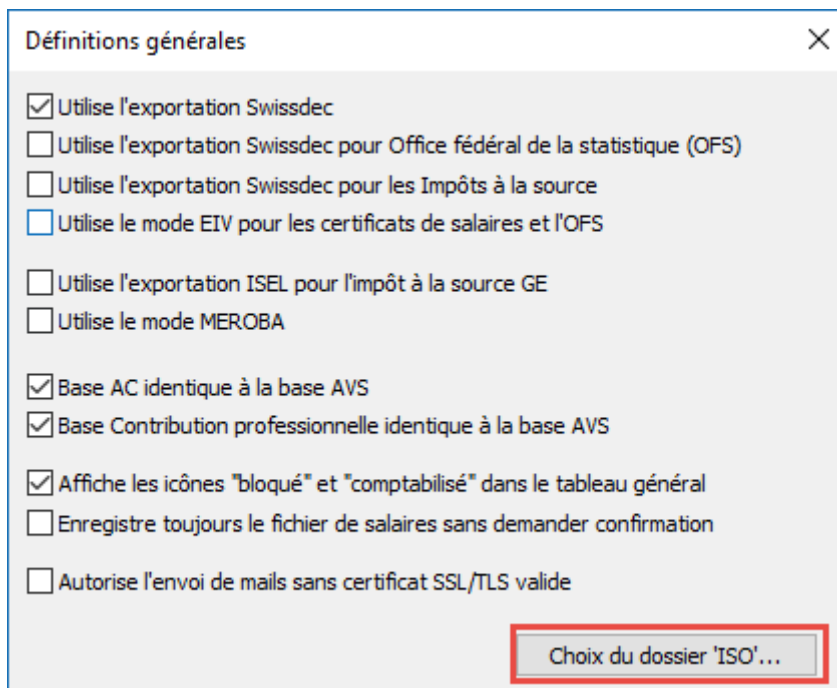 Définitions générales
Utilise l'exportation Swissdec
Utilise l'exportation Swissdec pour Office fédéral de la statistique (OFS)
Utilise l'exportation Swissdec pour les Impôts à la source
Utilise le mode EIV pour les certificats de salaires et l'OFS
Utilise l'exportation ISEL pour l'impôt à la source GE
Utilise le mode MEROBA
Base AC identique à la base AVS
Base Contribution professionnelle identique à la base AVS
Affiche les icônes "bloqué" et "comptabilisé" dans le tableau général
Enregistre toujours le fichier de salaires sans demander confirmation
Autorise l'envoi de mails sans certificat SSL/TLS valide
Choix du dossier 'ISO'...